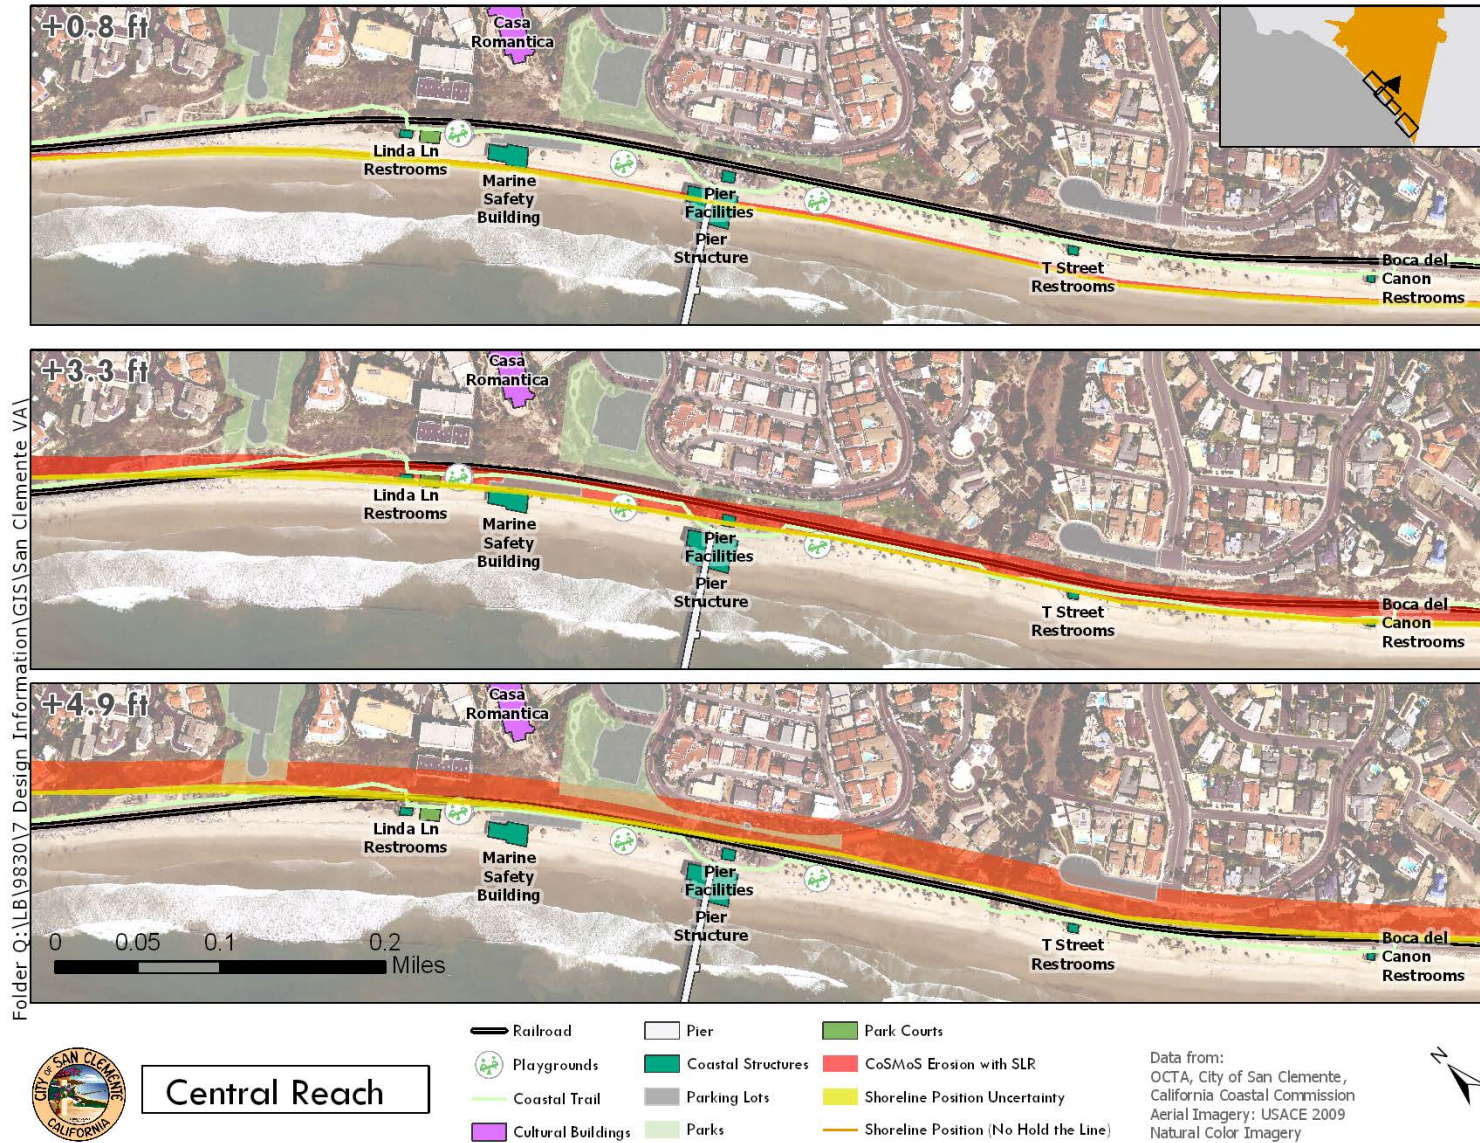 +0.8 ft
Casa
Romantica
Linda Ln
Restrooms
Marine
Safety
Building
Pier
Facilities
Pier
Structure
T Street
Restrooms
Boca del
Canon
Restrooms
+3.3 ft
Casa
Romantica
Linda Ln
Restrooms
Marine
Safety
Building
Pier
Facilities
Pier
Structure
T Street
Restrooms
Boca del
Canon
Restrooms
+4.9 ft
Casa
Romantica
Linda Ln
Restrooms
Marine
Safety
Building
Pier
Facilities
Pier
Structure
T Street
Restrooms
Boca del
Canon
Restrooms
0 0.05 0.1 0.2
Miles
Folder Q:\LB\9830\7 Design Information\GIS\San Clemente VA\
CITY OF SAN CLEMENTE
CALIFORNIA
Central Reach
Railroad
Playgrounds
Coastal Trail
Cultural Buildings
Pier
Coastal Structures
Parking Lots
Parks
Park Courts
CoSMoS Erosion with SLR
Shoreline Position Uncertainty
Shoreline Position (No Hold the Line)
Data from:
OCTA, City of San Clemente,
California Coastal Commission
Aerial Imagery: USACE 2009
Natural Color Imagery
N